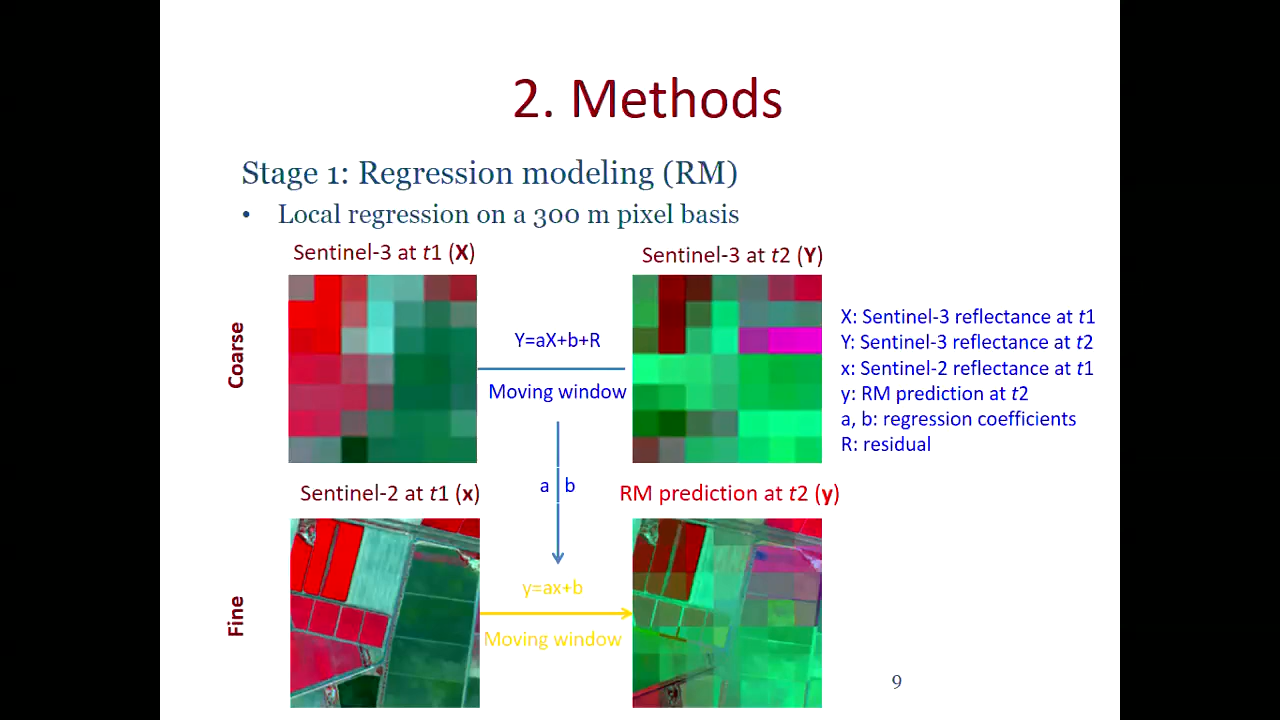 2. Methods
Stage 1: Regression modeling (RM)
• Local regression on a 300 m pixel basis
Sentinel-3 at t1 (X)
Sentinel-3 at t2 (Y)
Coarse
Y=aX+b+R
Moving window
X: Sentinel-3 reflectance at t1
Y: Sentinel-3 reflectance at t2
x: Sentinel-2 reflectance at t1
y: RM prediction at t2
a, b: regression coefficients
R: residual
a b
Sentinel-2 at t1 (x)
RM prediction at t2 (y)
Fine
y=ax+b
Moving window
9